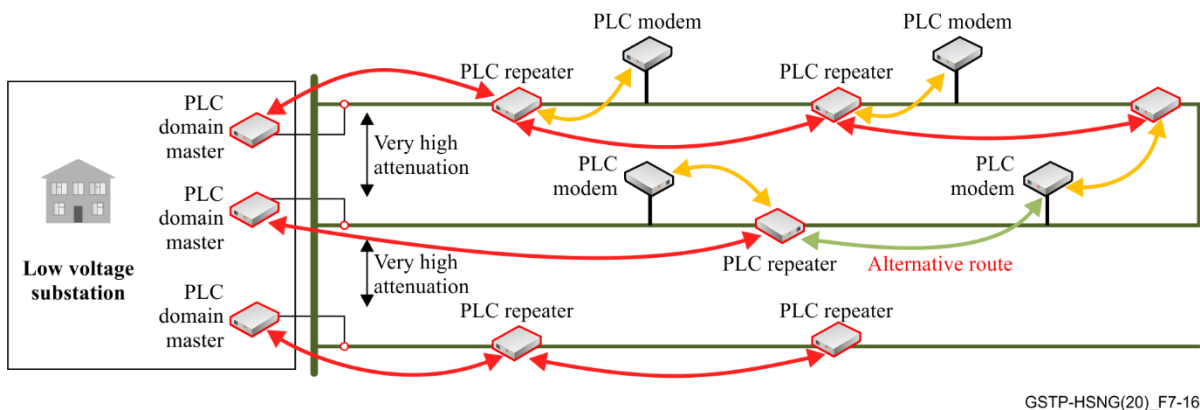 PLC modem
PLC modem
PLC repeater
PLC repeater
PLC
domain
master
Very high
attenuation
PLC
modem
PLC
modem
PLC
domain
master
Low voltage
substation
Very high
attenuation
PLC repeater
Alternative route
PLC
domain
master
PLC repeater
PLC repeater
GSTP-HSNG(20)_F7-16